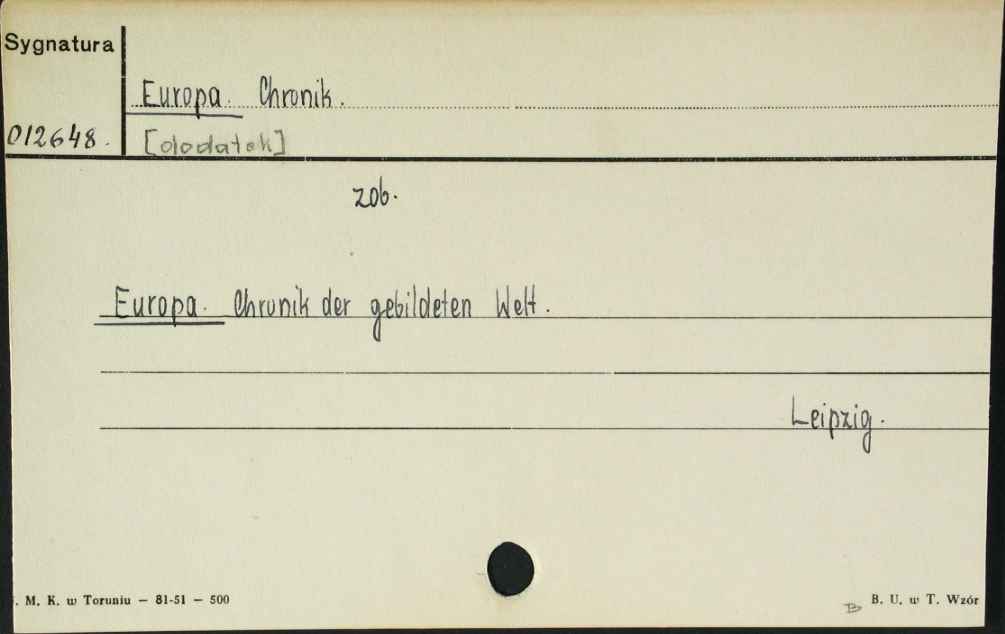 Sygnatura
Europa. Chronik.
012648.
[dodatek]
zob.
Europa. Chronik der gebildeten Welt.
Leipzig.
. M. K. w Toruniu — 81-51 — 500
B. U. w T. Wzór